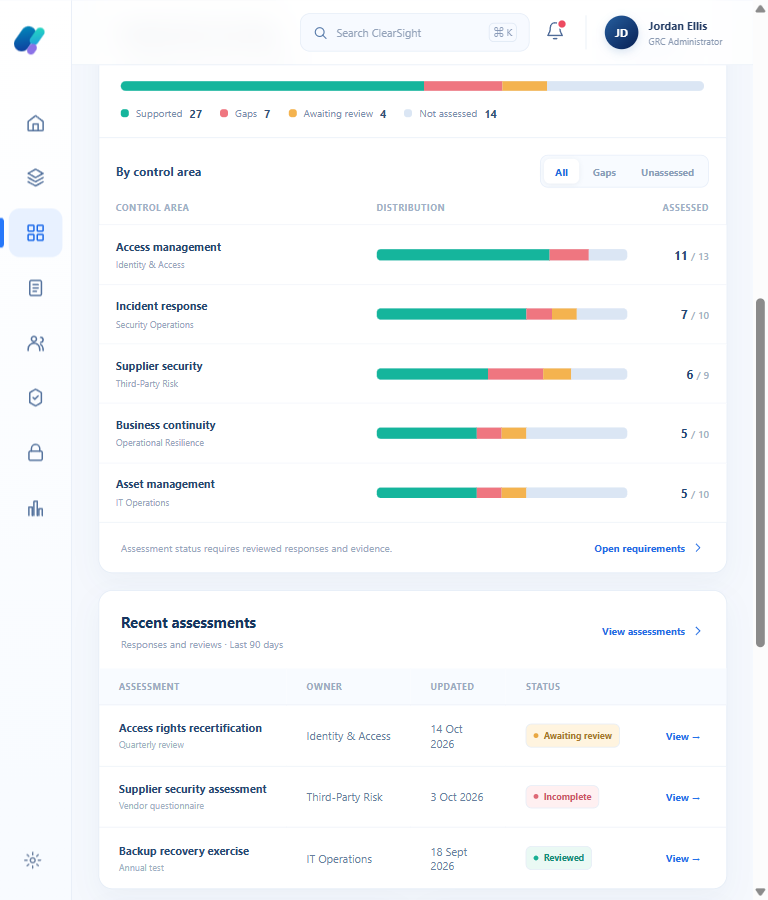 Search ClearSight
⌘ K
JD
Jordan Ellis
GRC Administrator
Supported 27
Gaps 7
Awaiting review 4
Not assessed 14
By control area
All
Gaps
Unassessed
CONTROL AREA
DISTRIBUTION
ASSESSED
Access management
Identity & Access
11 / 13
Incident response
Security Operations
7 / 10
Supplier security
Third-Party Risk
6 / 9
Business continuity
Operational Resilience
5 / 10
Asset management
IT Operations
5 / 10
Assessment status requires reviewed responses and evidence.
Open requirements
Recent assessments
Responses and reviews · Last 90 days
View assessments
ASSESSMENT
OWNER
UPDATED
STATUS
Access rights recertification
Quarterly review
Identity & Access
14 Oct
2026
Awaiting review
View →
Supplier security assessment
Vendor questionnaire
Third-Party Risk
3 Oct 2026
Incomplete
View →
Backup recovery exercise
Annual test
IT Operations
18 Sept
2026
Reviewed
View →